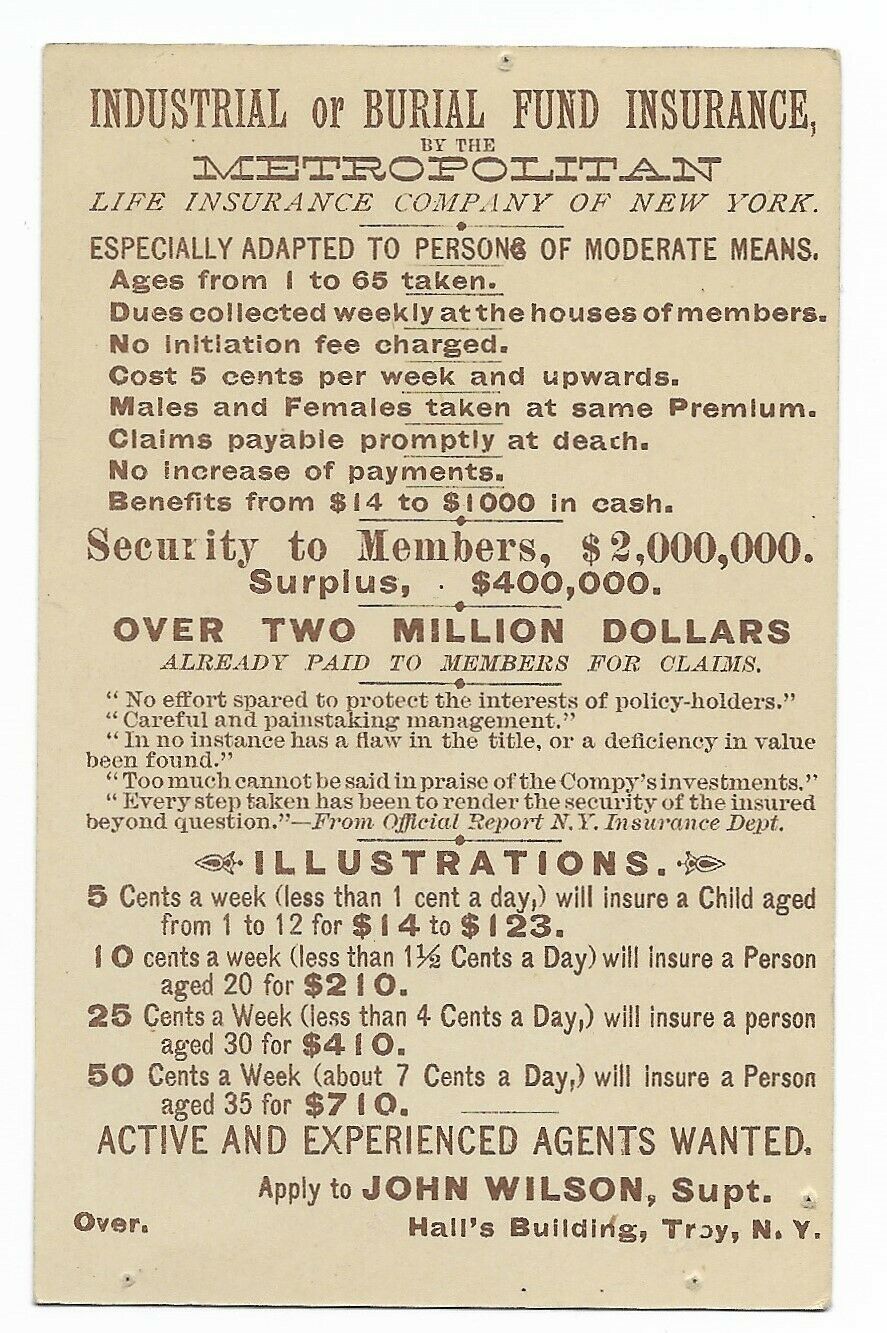 INDUSTRIAL or BURIAL FUND INSURANCE,
BY THE
METROPOLITAN
LIFE INSURANCE COMPANY OF NEW YORK.
ESPECIALLY ADAPTED TO PERSONS OF MODERATE MEANS.
Ages from 1 to 65 taken.
Dues collected weekly at the houses of members.
No initiation fee charged.
Cost 5 cents per week and upwards.
Males and Females taken at same Premium.
Claims payable promptly at death.
No increase of payments.
Benefits from $14 to $1000 in cash.
Security to Members, $2,000,000.
Surplus, . $400,000.
OVER TWO MILLION DOLLARS
ALREADY PAID TO MEMBERS FOR CLAIMS.
"No effort spared to protect the interests of policy-holders."
"Careful and painstaking management."
"In no instance has a flaw in the title, or a deficiency in value
been found."
"Too much cannot be said in praise of the Compy's investments."
"Every step taken has been to render the security of the insured
beyond question."—From Official Report N. Y. Insurance Dept.
ILLUSTRATIONS.
5 Cents a week (less than 1 cent a day,) will insure a Child aged
from 1 to 12 for $14 to $123.
10 cents a week (less than 1½ Cents a Day) will insure a Person
aged 20 for $210.
25 Cents a Week (less than 4 Cents a Day,) will insure a person
aged 30 for $410.
50 Cents a Week (about 7 Cents a Day,) will insure a Person
aged 35 for $710.
ACTIVE AND EXPERIENCED AGENTS WANTED.
Apply to JOHN WILSON, Supt.
Over. Hall's Building, Troy, N. Y.